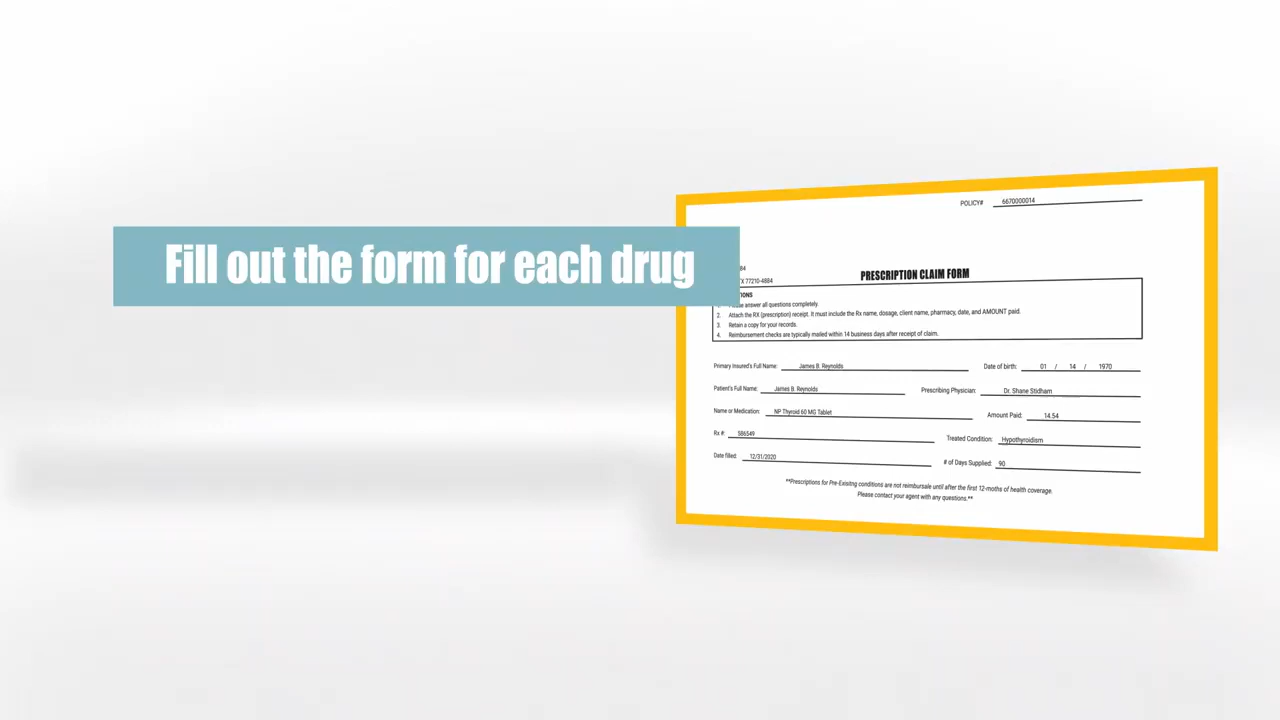 POLICY# 6670000014
Fill out the form for each drug
84
X 77210-4884
PRESCRIPTION CLAIM FORM
IONS
answer all questions completely.
2. Attach the RX (prescription) receipt. It must include the Rx name, dosage, client name, pharmacy, date, and AMOUNT paid.
3. Retain a copy for your records.
4. Reimbursement checks are typically mailed within 14 business days after receipt of claim.
Primary Insured's Full Name: James B. Reynolds Date of birth: 01 / 14 / 1970
Patient's Full Name: James B. Reynolds Prescribing Physician: Dr. Shane Stidham
Name or Medication: NP Thyroid 60 MG Tablet Amount Paid: 14.54
Rx #: S86549 Treated Condition: Hypothyroidism
Date filled: 12/31/2020 # of Days Supplied: 90
**Prescriptions for Pre-Exisitng conditions are not reimbursale until after the first 12-moths of health coverage.
Please contact your agent with any questions.**